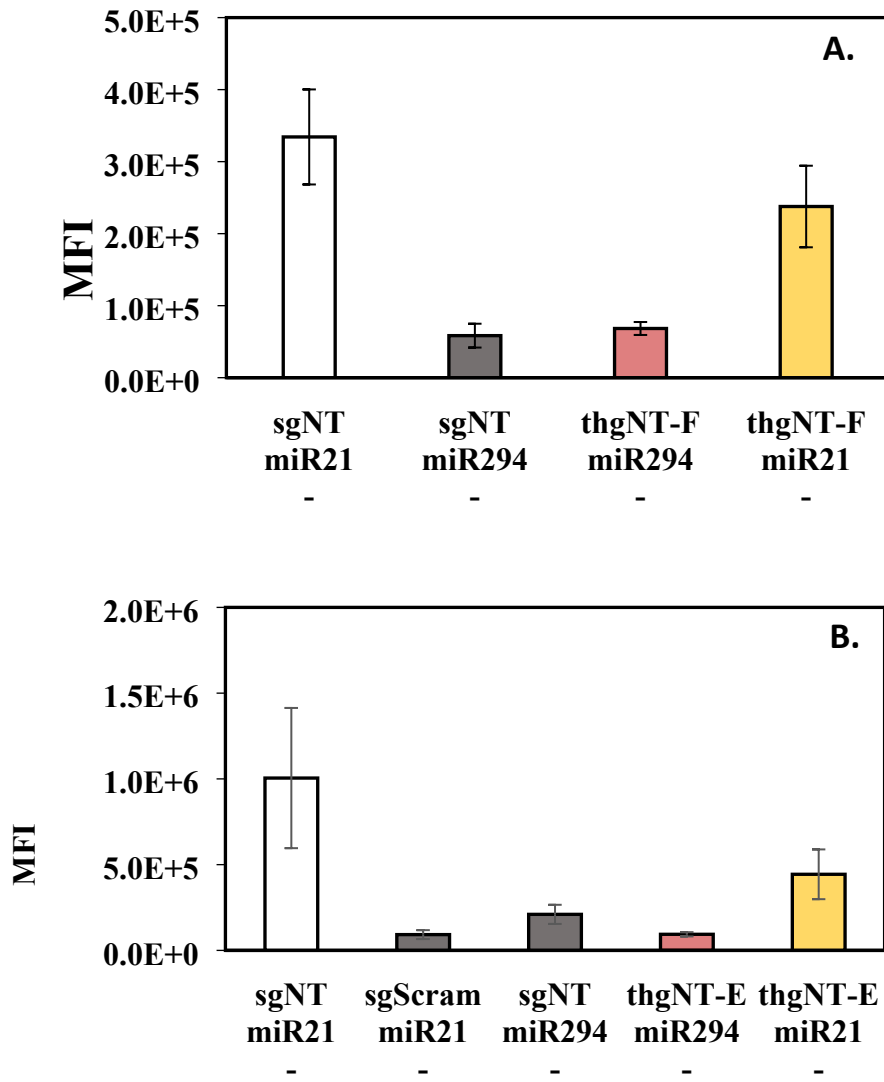 A.
MFI
5.0E+5
4.0E+5
3.0E+5
2.0E+5
1.0E+5
0.0E+0
sgNT sgNT thgNT-F thgNT-F
miR21 miR294 miR294 miR21
- - - -
B.
MFI
2.0E+6
1.5E+6
1.0E+6
5.0E+5
0.0E+0
sgNT sgScram sgNT thgNT-E thgNT-E
miR21 miR21 miR294 miR294 miR21
- - - - -